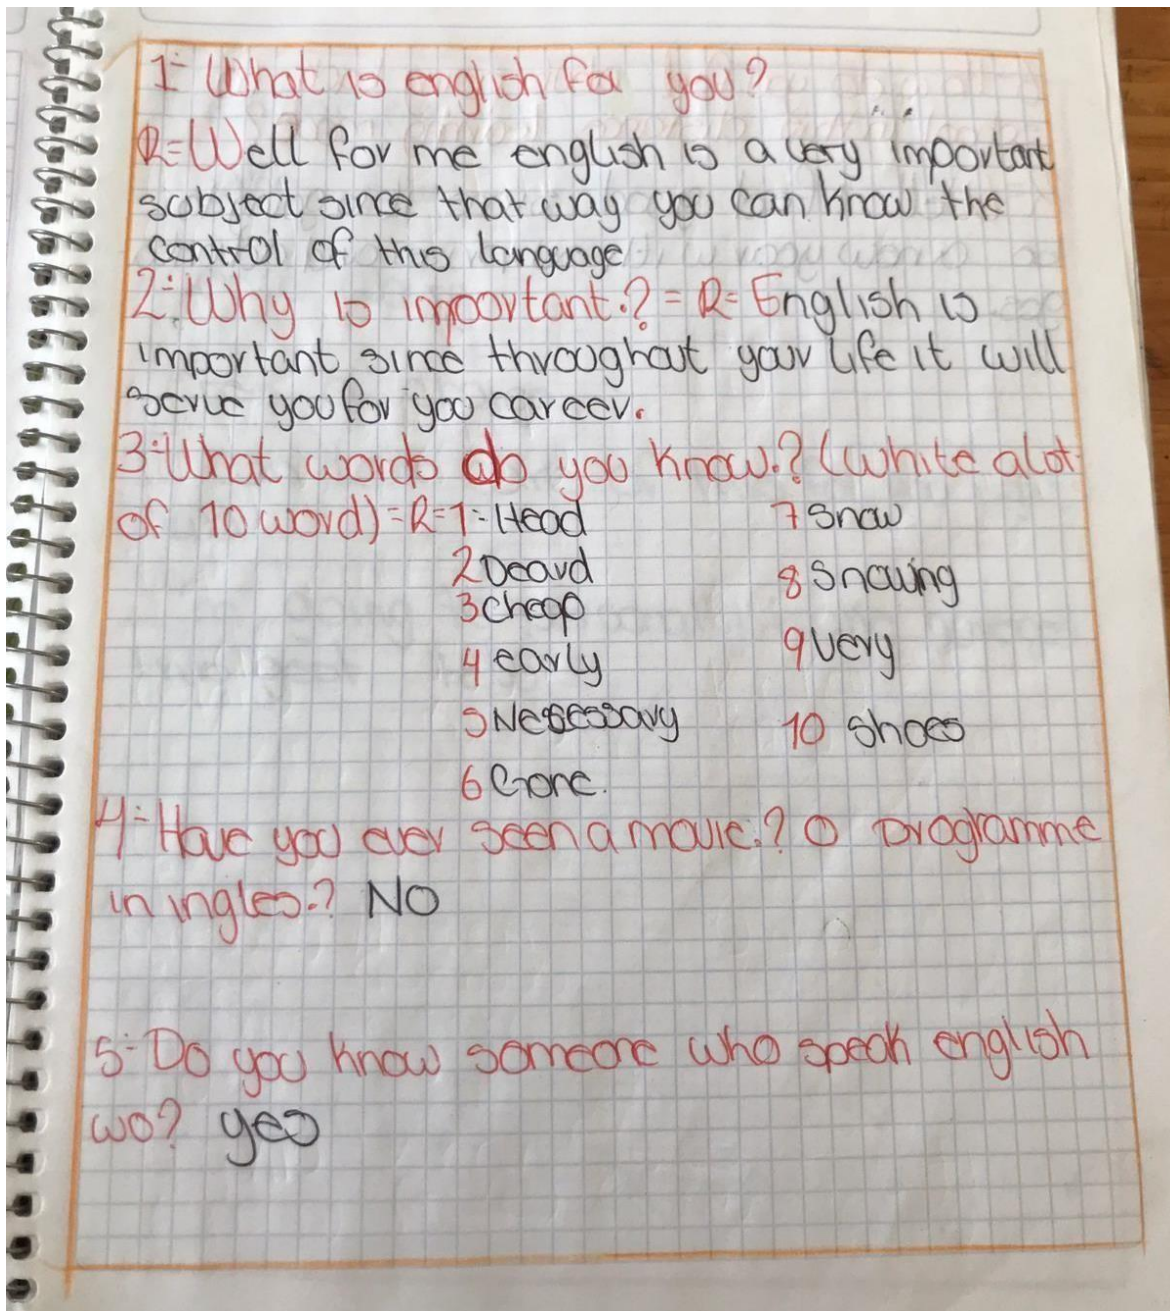 1- What is english for you?
R= Well for me english is a very important
subject since that way you can know the
control of this language
2- Why is important.? = R= English is
important since throughout your life it will
serve you for you career.
3- What words do you know.? (white alot
of 10 word) = R= 1- Head
7 Snow
2 Deard
8 Snowing
3 cheap
9 very
4 early
10 shoes
5 Nesessary
6 Gone.
4- Have you ever seen a movie.? O programme
in ingles.? NO
5- Do you know someone who speak english
wo? yes